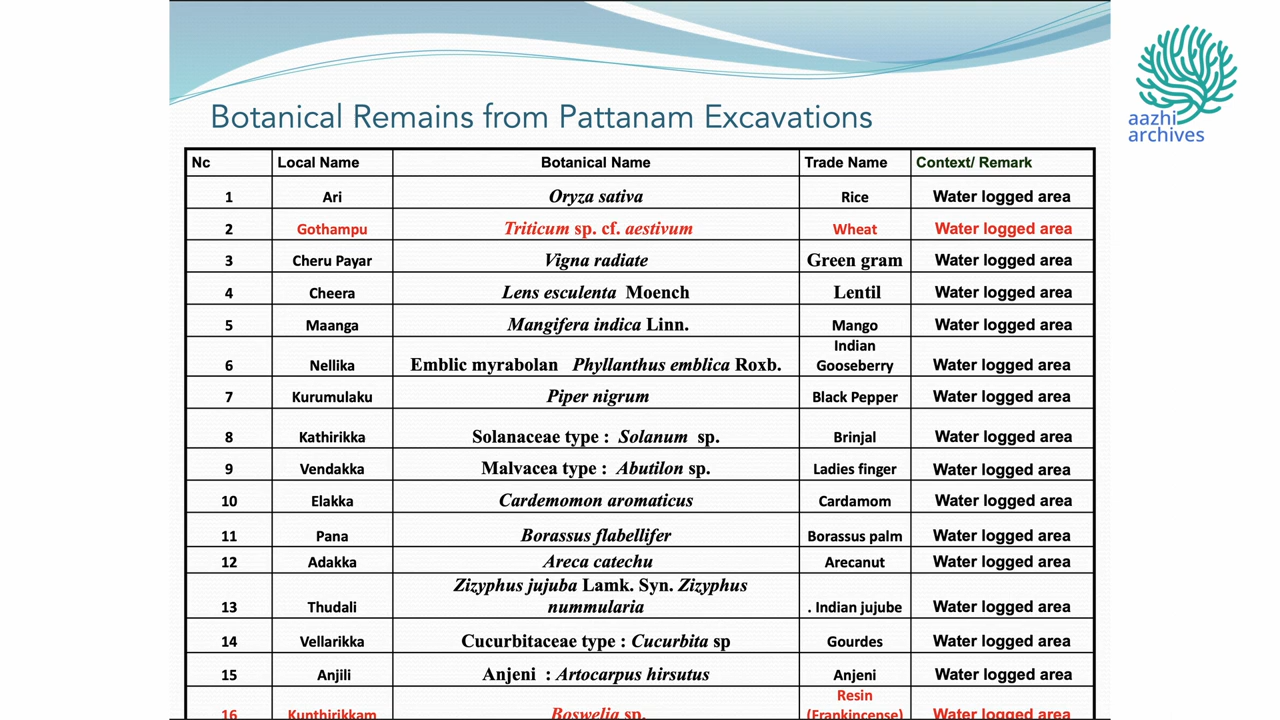 aazhi
archives
Botanical Remains from Pattanam Excavations
Nc Local Name Botanical Name Trade Name Context/ Remark
1 Ari Oryza sativa Rice Water logged area
2 Gothampu Triticum sp. cf. aestivum Wheat Water logged area
3 Cheru Payar Vigna radiate Green gram Water logged area
4 Cheera Lens esculenta Moench Lentil Water logged area
5 Maanga Mangifera indica Linn. Mango Water logged area
6 Nellika Emblic myrabolan Phyllanthus emblica Roxb. Indian Gooseberry Water logged area
7 Kurumulaku Piper nigrum Black Pepper Water logged area
8 Kathirikka Solanaceae type : Solanum sp. Brinjal Water logged area
9 Vendakka Malvacea type : Abutilon sp. Ladies finger Water logged area
10 Elakka Cardemomon aromaticus Cardamom Water logged area
11 Pana Borassus flabellifer Borassus palm Water logged area
12 Adakka Areca catechu Arecanut Water logged area
13 Thudali Zizyphus jujuba Lamk. Syn. Zizyphus nummularia . Indian jujube Water logged area
14 Vellarikka Cucurbitaceae type : Cucurbita sp Gourdes Water logged area
15 Anjili Anjeni : Artocarpus hirsutus Anjeni Water logged area
16 Kunthirikkam Boswelia sp. Resin (Frankincense) Water logged area